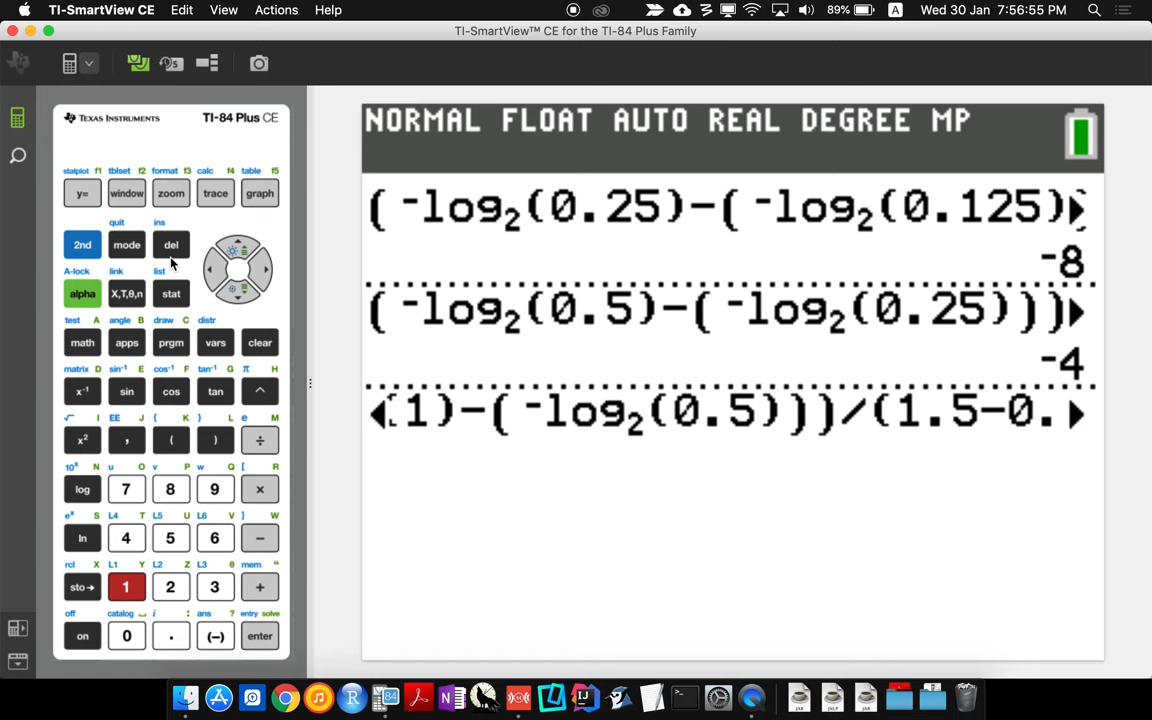 TI-SmartView CE Edit View Actions Help 89% A Wed 30 Jan 7:56:55 PM
TI-SmartView™ CE for the TI-84 Plus Family
TEXAS INSTRUMENTS TI-84 Plus CE
NORMAL FLOAT AUTO REAL DEGREE MP
(⁻log₂(0.25)-(⁻log₂(0.125)
-8
(⁻log₂(0.5)-(⁻log₂(0.25)))
-4
(1)-(⁻log₂(0.5)))/(1.5-0.
statplot f1 tblset f2 format f3 calc f4 table f5
y= window zoom trace graph
quit ins
2nd mode del
A-lock link list
alpha X,T,θ,n stat
test A angle B draw C distr
math apps prgm vars clear
matrix D sin⁻¹ E cos⁻¹ F tan⁻¹ G π H
x⁻¹ sin cos tan ^
√ I EE J { K } L e M
x² , ( ) ÷
10ˣ N u O v P w Q [ R
log 7 8 9 ×
eˣ S L4 T L5 U L6 V ] W
ln 4 5 6 −
rcl X L1 Y L2 Z L3 θ mem "
sto→ 1 2 3 +
off catalog i : ans ? entry solve
on 0 . (−) enter